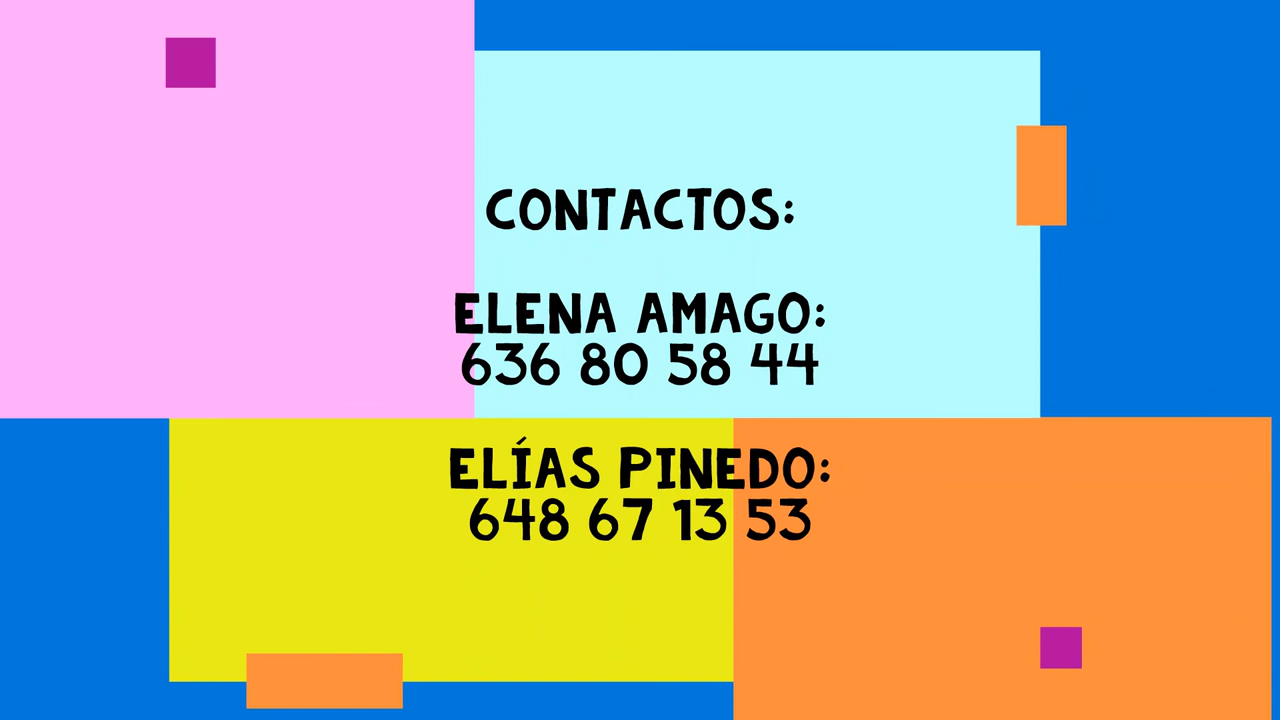 CONTACTOS:
ELENA AMAGO:
636 80 58 44
ELÍAS PINEDO:
648 67 13 53